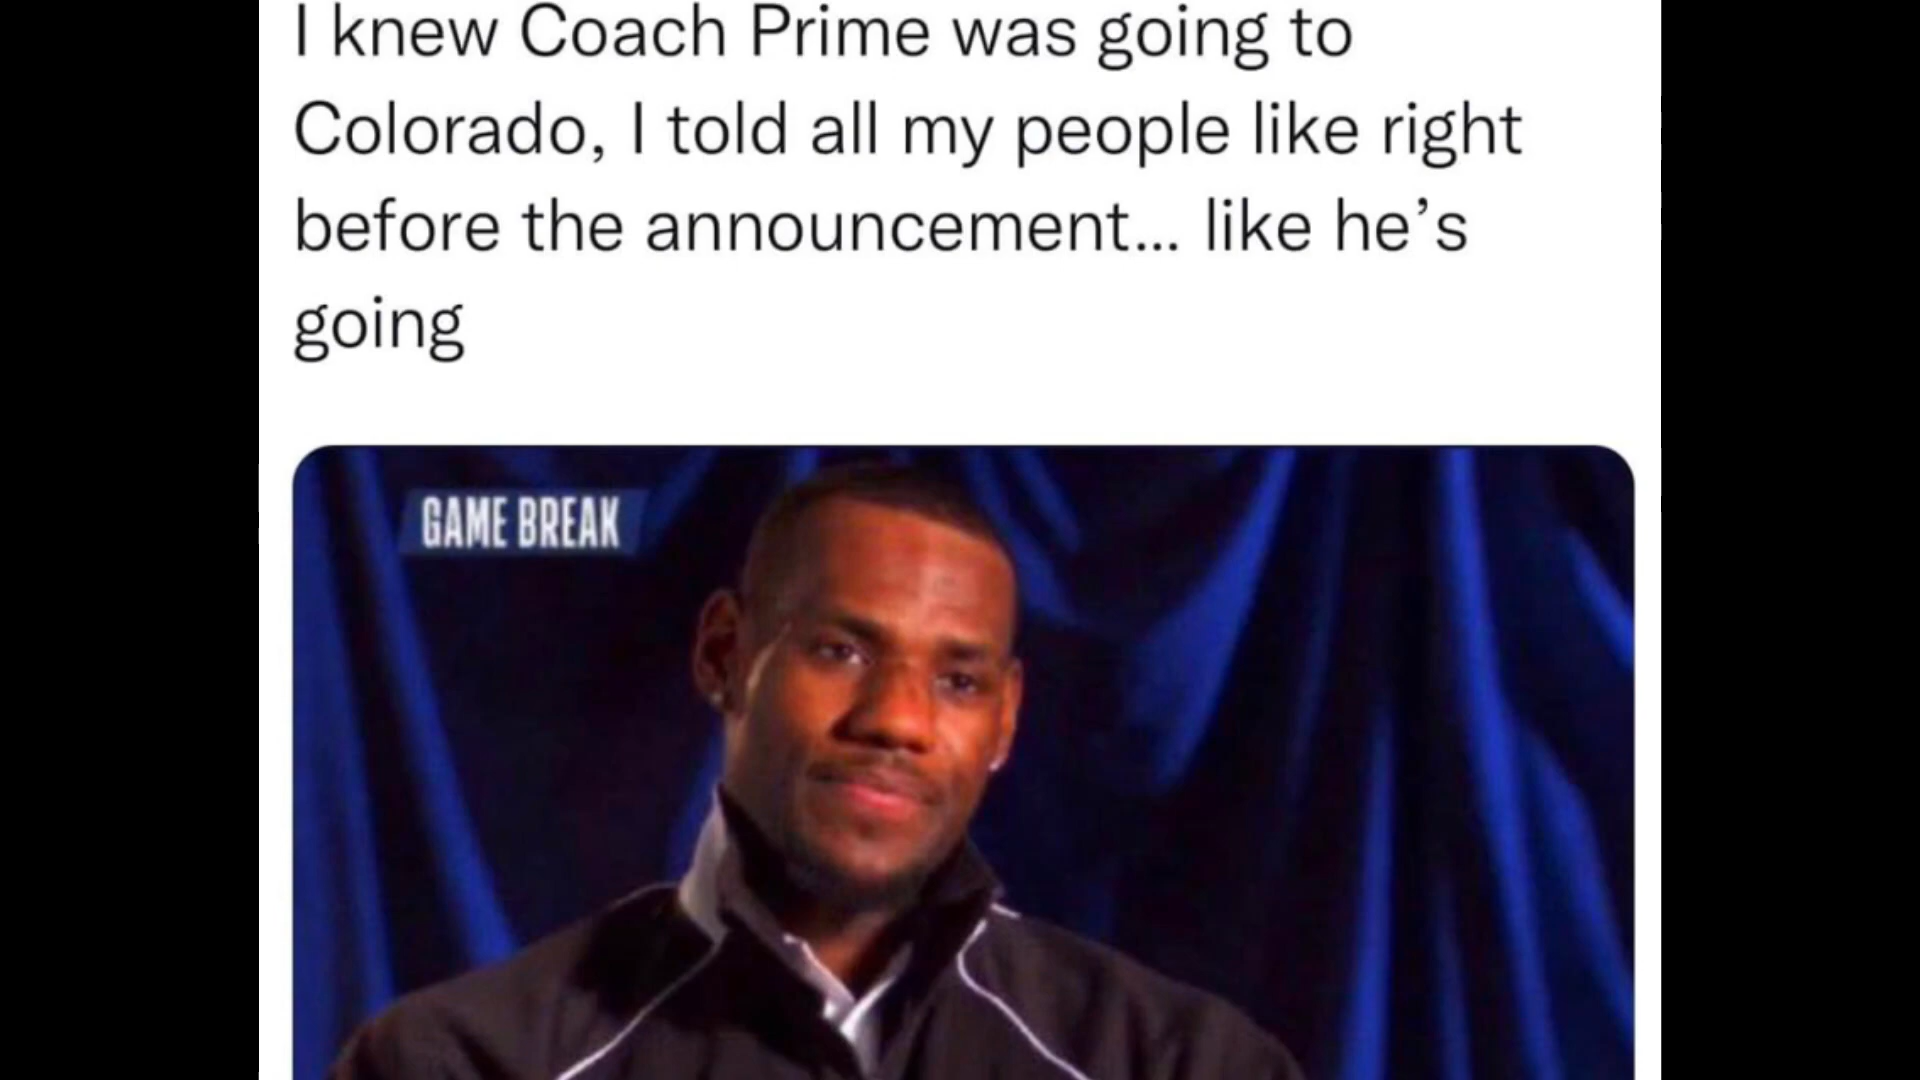 I knew Coach Prime was going to
Colorado, I told all my people like right
before the announcement... like he’s
going
GAME BREAK